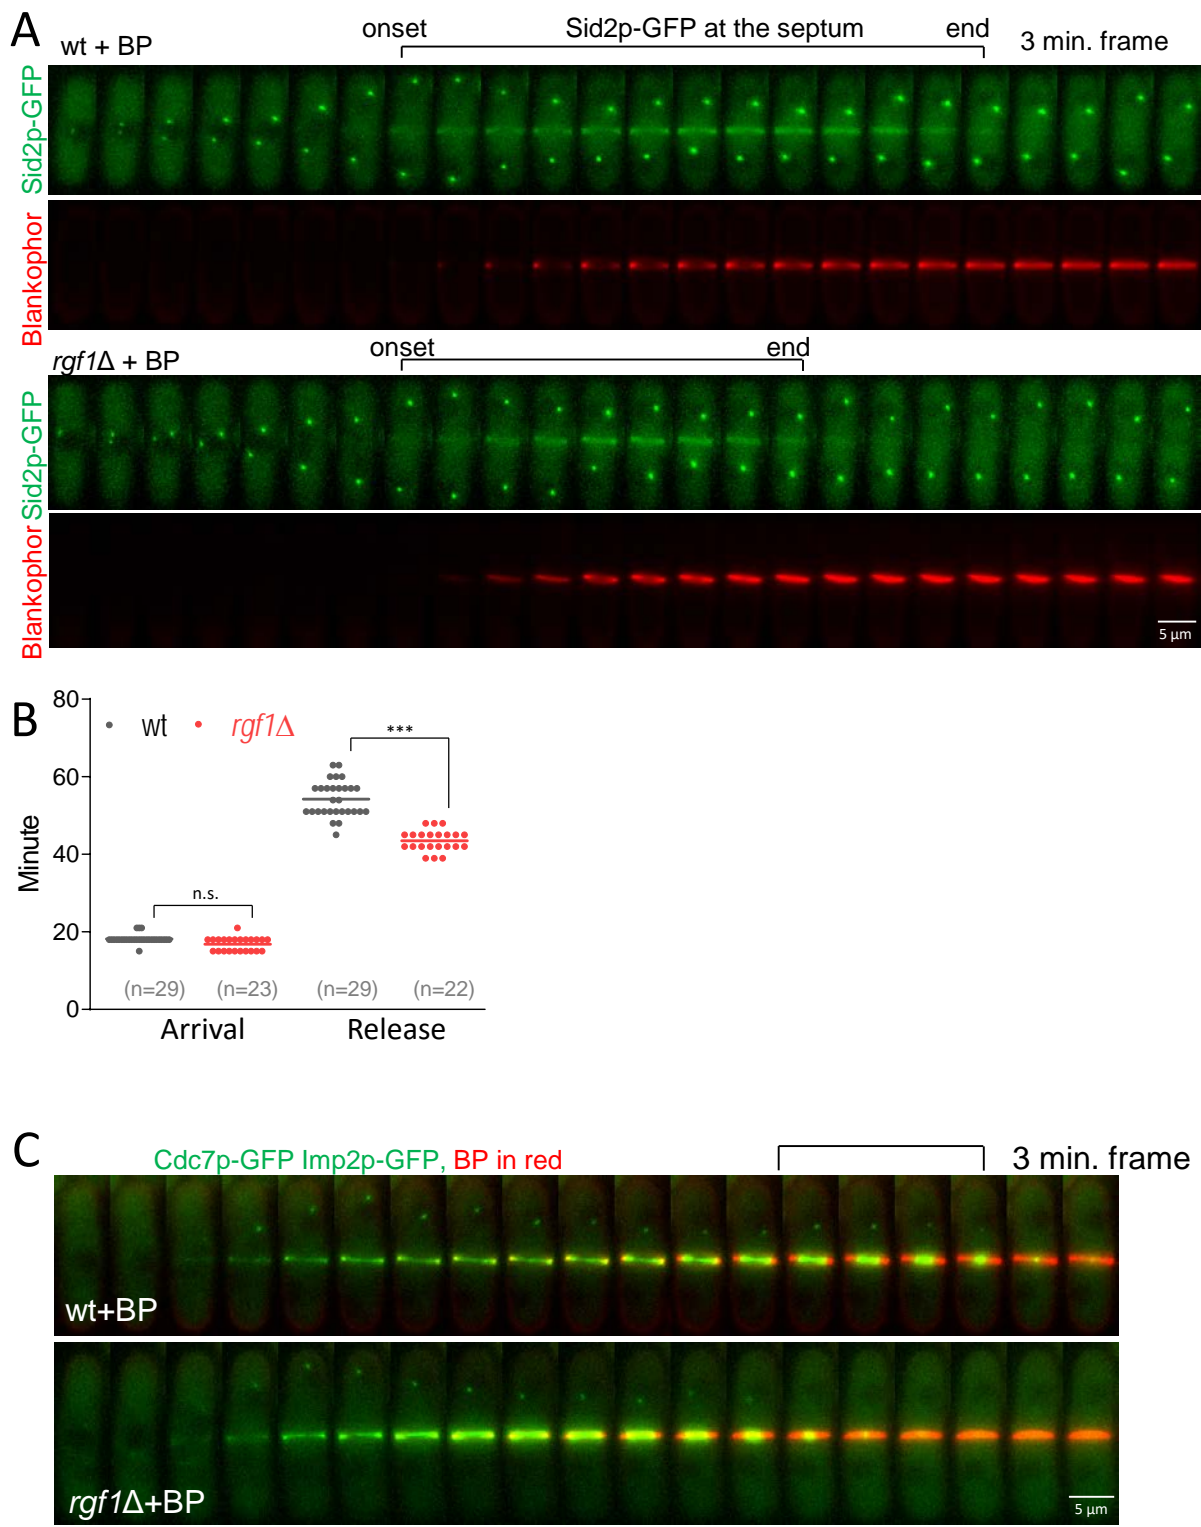 A
wt + BP
onset
Sid2p-GFP at the septum
end
3 min. frame
Sid2p-GFP
Blankophor
rgf1Δ + BP
onset
end
Sid2p-GFP
Blankophor
5 µm
B
80
60
40
20
0
Minute
wt
rgf1Δ
***
n.s.
(n=29)
(n=23)
(n=29)
(n=22)
Arrival
Release
C
Cdc7p-GFP Imp2p-GFP, BP in red
3 min. frame
wt+BP
rgf1Δ+BP
5 µm